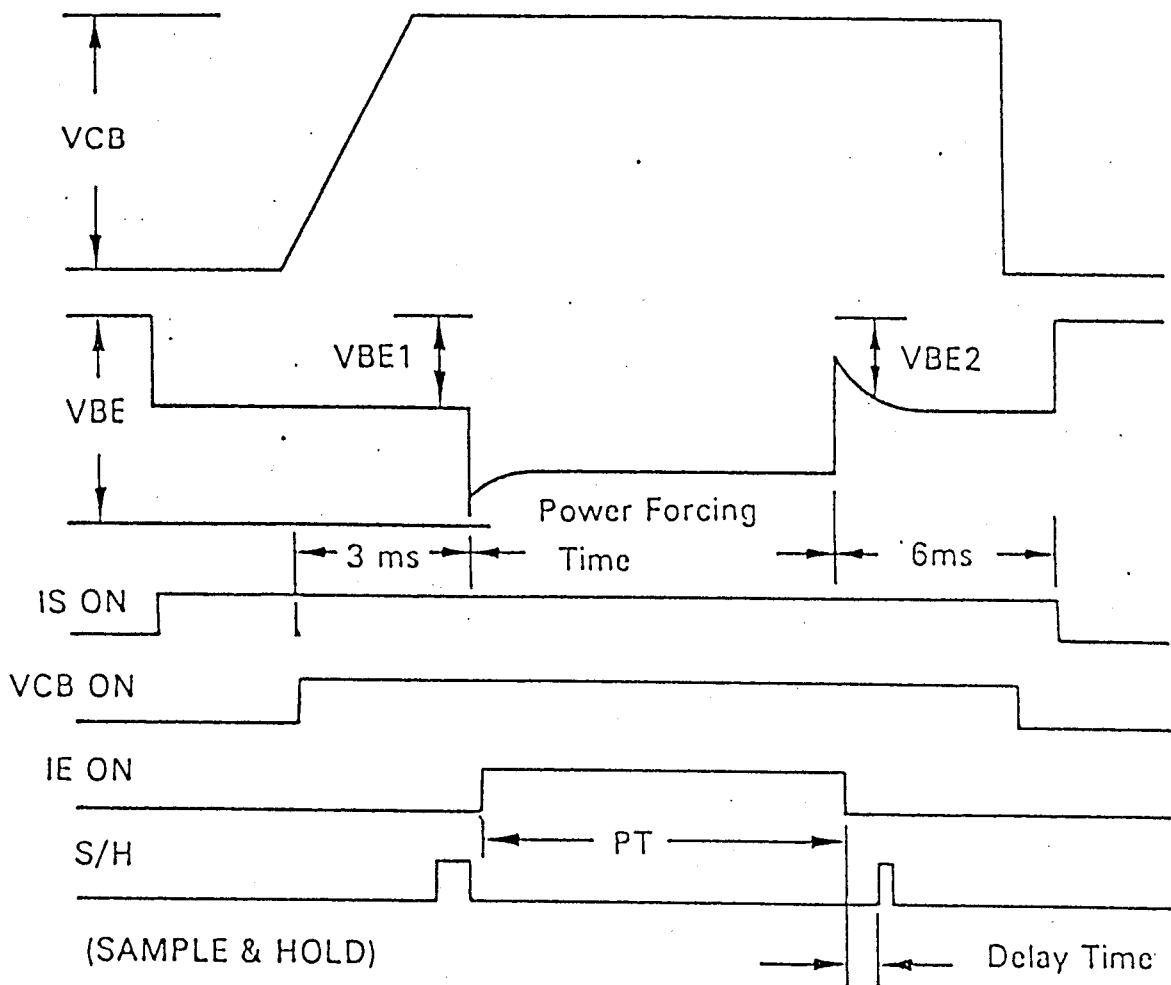 VCB
VBE1
VBE2
VBE
Power Forcing
3 ms
Time
6ms
IS ON
VCB ON
IE ON
PT
S/H
(SAMPLE & HOLD)
Delay Time